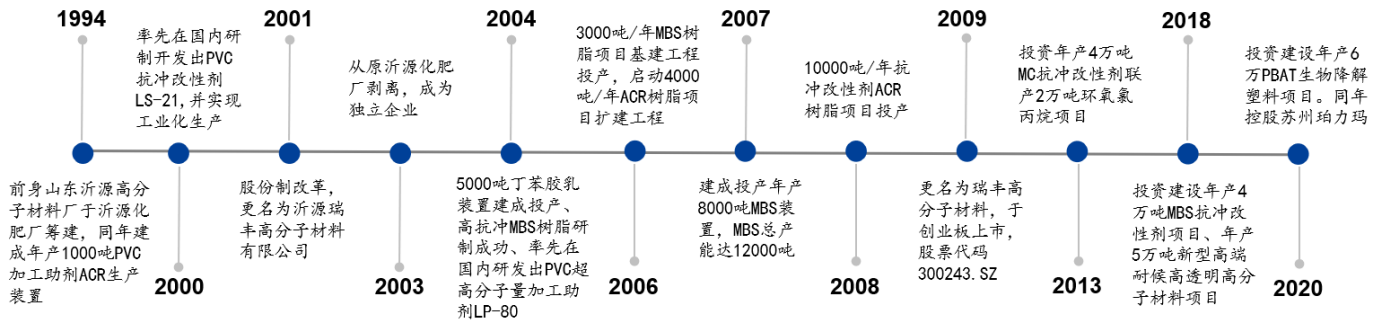 1994
前身山东沂源高分
子材料厂于沂源化
肥厂筹建，同年建
成年产1000吨PVC
加工助剂ACR生产
装置
率先在国内研
制开发出PVC
抗冲改性剂
LS-21,并实现
工业化生产
2000
2001
股份制改革，
更名为沂源瑞
丰高分子材料
有限公司
从原沂源化肥
厂剥离，成为
独立企业
2003
2004
5000吨丁苯胶乳
装置建成投产、
高抗冲MBS树脂研
制成功、率先在
国内研发出PVC超
高分子量加工助
剂LP-80
3000吨/年MBS树
脂项目基建工程
投产，启动4000
吨/年ACR树脂项
目扩建工程
2006
2007
建成投产年产
8000吨MBS装
置，MBS总产
能达12000吨
10000吨/年抗
冲改性剂ACR
树脂项目投产
2008
2009
更名为瑞丰高
分子材料，于
创业板上市，
股票代码
300243.SZ
投资年产4万吨
MC抗冲改性剂联
产2万吨环氧氯
丙烷项目
2013
2018
投资建设年产4
万吨MBS抗冲改
性剂项目、年产
5万吨新型高端
耐候高透明高分
子材料项目
投资建设年产6
万PBAT生物降解
塑料项目。同年
控股苏州珀力玛
2020